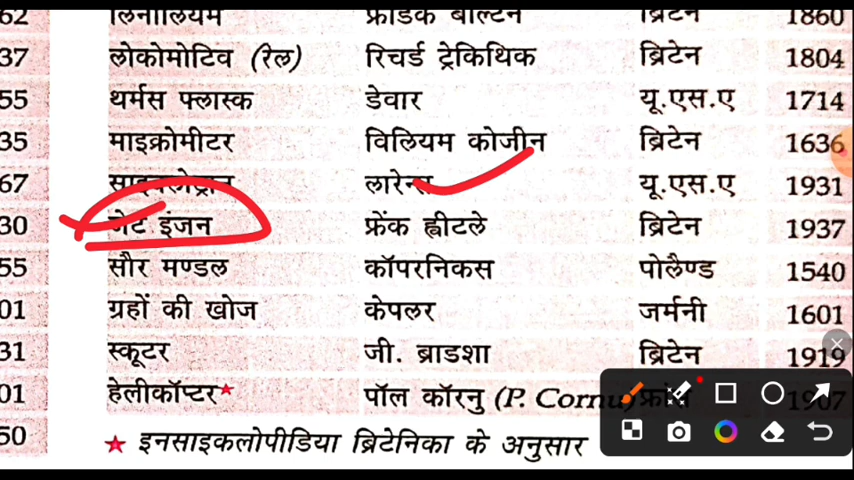 62 लिनोलियम फ्रेडिक बोल्टन ब्रिटेन 1860
37 लोकोमोटिव (रेल) रिचर्ड ट्रेकिथिक ब्रिटेन 1804
55 थर्मस फ्लास्क डेवार यू.एस.ए 1714
35 माइक्रोमीटर विलियम कोजीन ब्रिटेन 1636
67 साइक्लोट्रान लारेन्स यू.एस.ए 1931
30 जेट इंजन फ्रेंक ह्वीटले ब्रिटेन 1937
55 सौर मण्डल कॉपरनिकस पोलैण्ड 1540
01 ग्रहों की खोज केपलर जर्मनी 1601
31 स्कूटर जी. ब्राडशा ब्रिटेन 1919
01 हेलीकॉप्टर★ पॉल कॉरनु (P. Cornu) फ्रांस 1907
50 ★ इनसाइकलोपीडिया ब्रिटेनिका के अनुसार